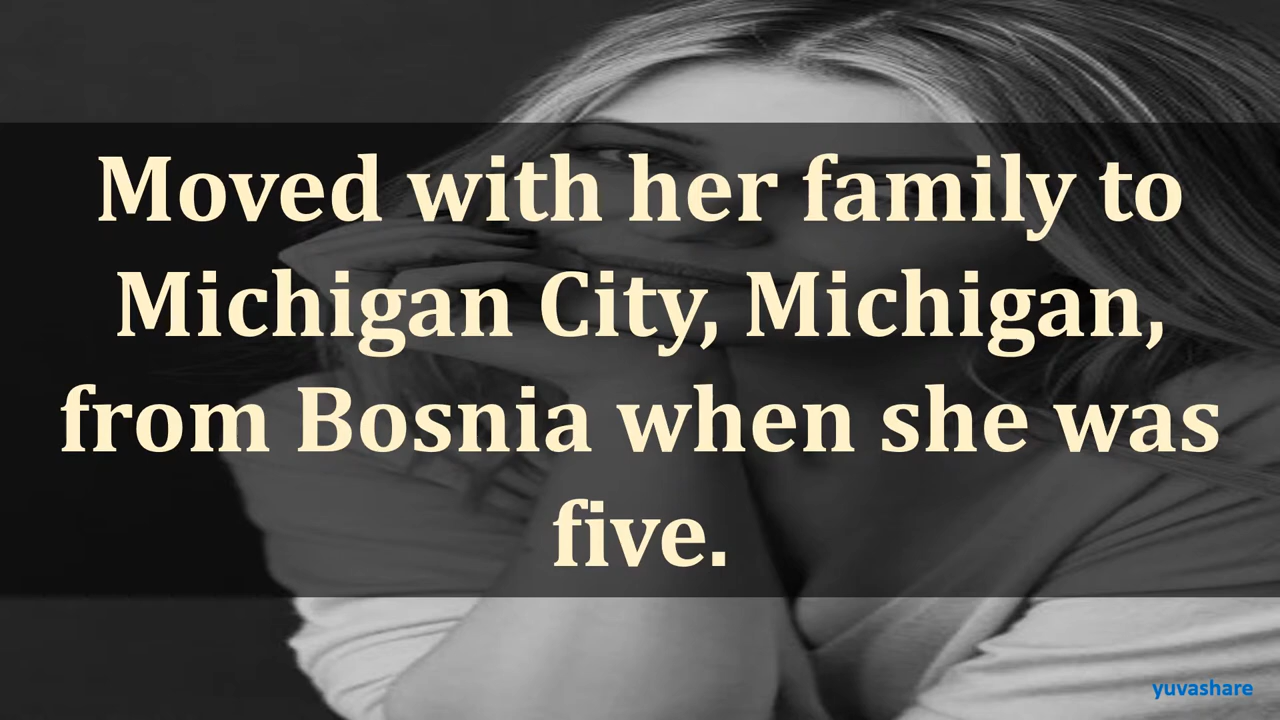 Moved with her family to
Michigan City, Michigan,
from Bosnia when she was
five.
yuvashare